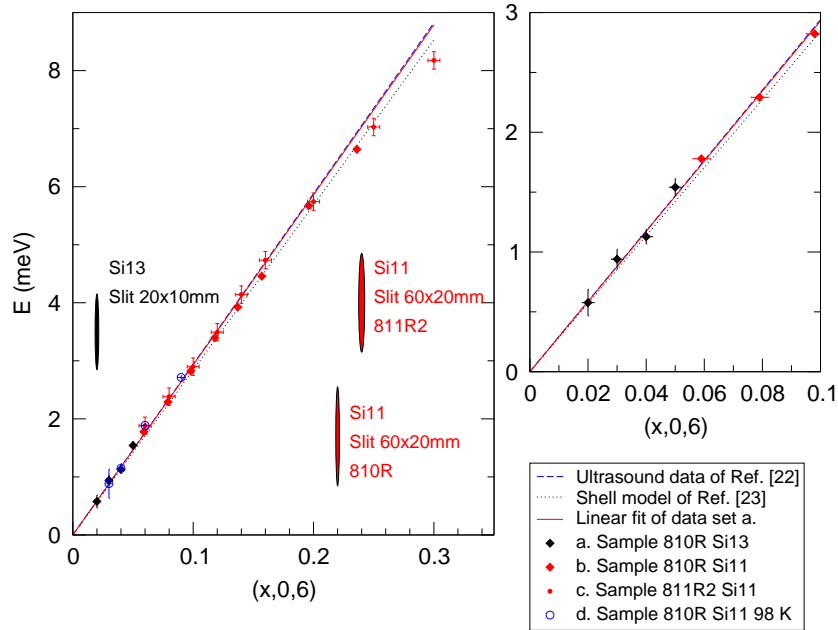 8
6
4
2
0
E (meV)
0
0.1
0.2
0.3
(x,0,6)
Si13
Slit 20x10mm
Si11
Slit 60x20mm
811R2
Si11
Slit 60x20mm
810R
3
2
1
0
0
0.02
0.04
0.06
0.08
0.1
(x,0,6)
Ultrasound data of Ref. [22]
Shell model of Ref. [23]
Linear fit of data set a.
a. Sample 810R Si13
b. Sample 810R Si11
c. Sample 811R2 Si11
d. Sample 810R Si11 98 K